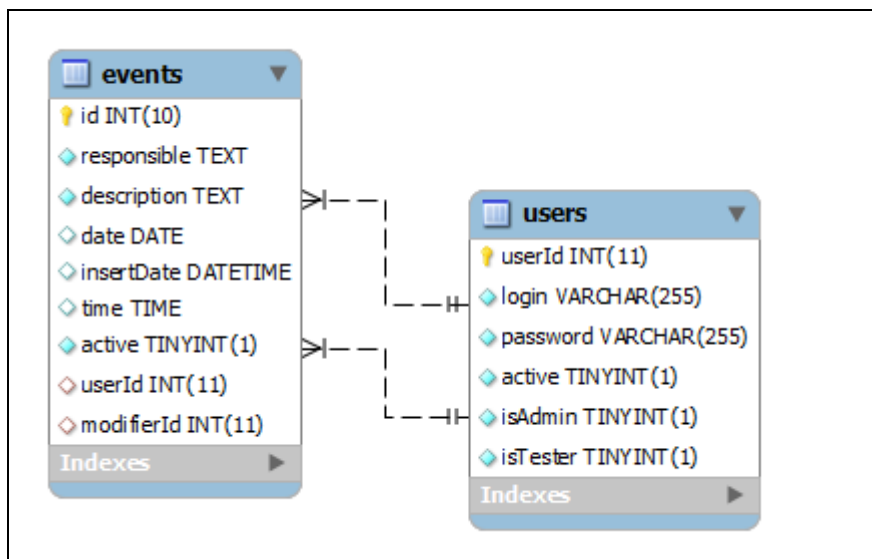 events
id INT(10)
responsible TEXT
description TEXT
date DATE
insertDate DATETIME
time TIME
active TINYINT(1)
userId INT(11)
modifierId INT(11)
Indexes
users
userId INT(11)
login VARCHAR(255)
password VARCHAR(255)
active TINYINT(1)
isAdmin TINYINT(1)
isTester TINYINT(1)
Indexes